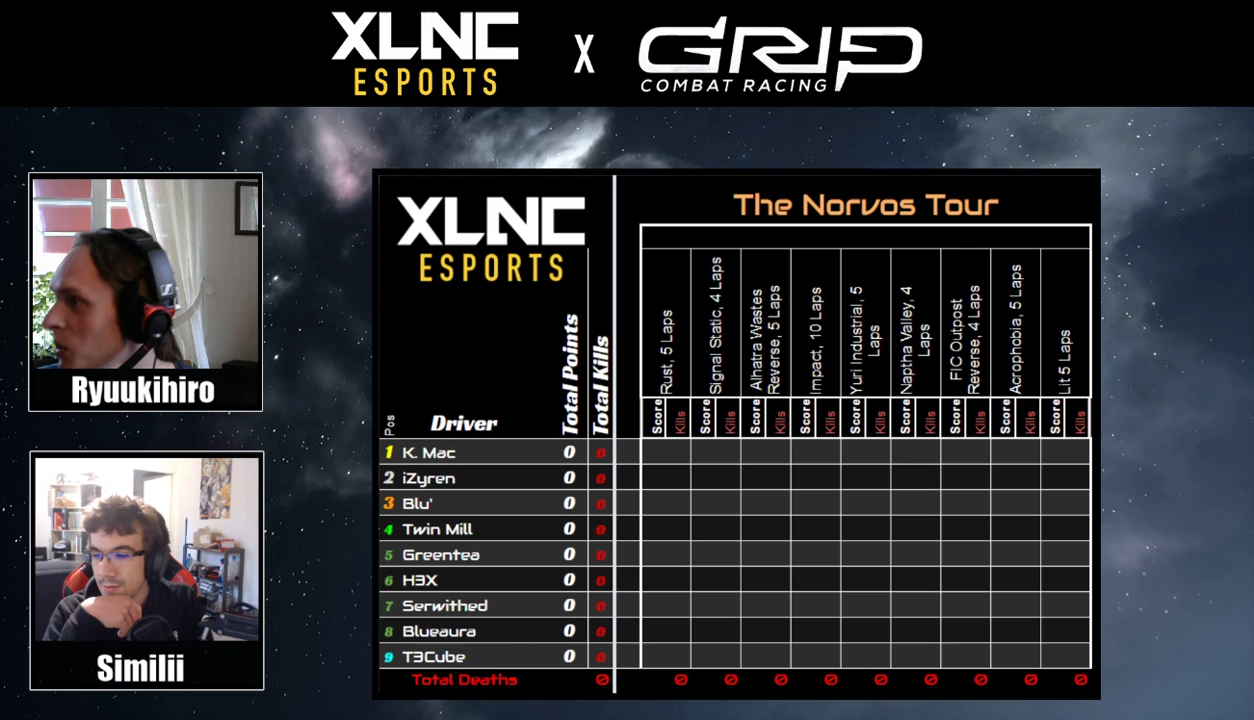 XLNC
ESPORTS
X
GRIP
COMBAT RACING
Ryuukihiro
Similii
XLNC
ESPORTS
The Norvos Tour
Pos
Driver
Total Points
Total Kills
Rust, 5 Laps
Signal Static, 4 Laps
Alhatra Wastes
Reverse, 5 Laps
Impact, 10 Laps
Yuri Industrial, 5
Laps
Naptha Valley, 4
Laps
FIC Outpost
Reverse, 4 Laps
Acrophobia, 5 Laps
Lit 5 Laps
Score Kills Score Kills Score Kills Score Kills Score Kills Score Kills Score Kills Score Kills Score Kills
1 K. Mac 0 0
2 iZyren 0 0
3 Blu' 0 0
4 Twin Mill 0 0
5 Greentea 0 0
6 H3X 0 0
7 Serwithed 0 0
8 Blueaura 0 0
9 T3Cube 0 0
Total Deaths 0 0 0 0 0 0 0 0 0 0